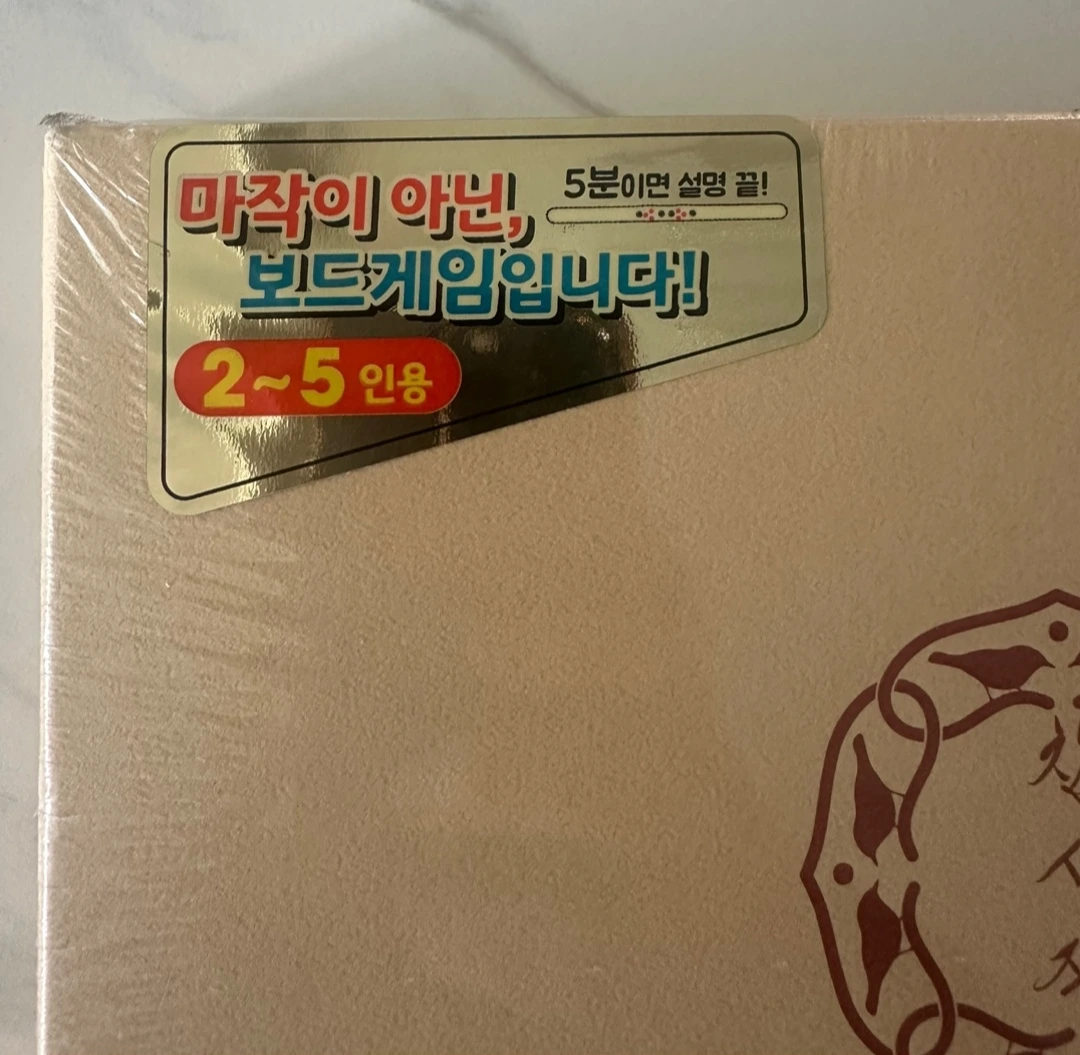 마작이 아닌,
5분이면 설명 끝!
보드게임입니다!
2~5 인용